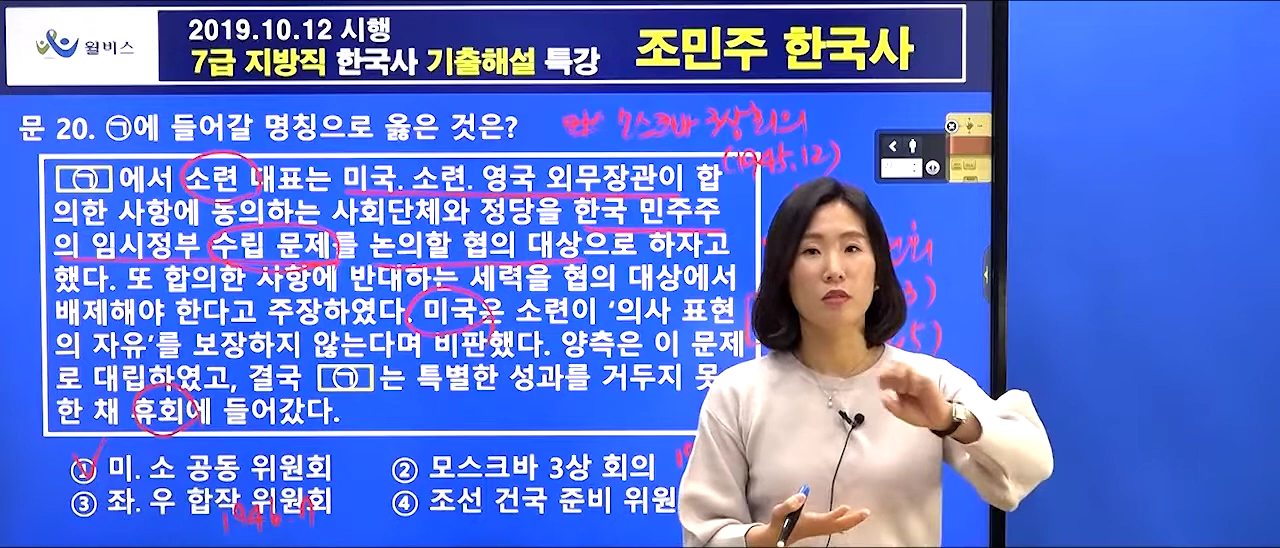 윌비스
2019.10.12 시행
7급 지방직 한국사 기출해설 특강
조민주 한국사
문 20. ㉠에 들어갈 명칭으로 옳은 것은?
모스크바 3상회의
(1945.12)
㉠ 에서 소련 대표는 미국. 소련. 영국 외무장관이 합
의한 사항에 동의하는 사회단체와 정당을 한국 민주주
의 임시정부 수립 문제를 논의할 협의 대상으로 하자고
했다. 또 합의한 사항에 반대하는 세력을 협의 대상에서
배제해야 한다고 주장하였다. 미국은 소련이 ‘의사 표현
의 자유’를 보장하지 않는다며 비판했다. 양측은 이 문제
로 대립하였고, 결국 ㉠ 는 특별한 성과를 거두지 못
한 채 휴회에 들어갔다.
① 미. 소 공동 위원회
② 모스크바 3상 회의
③ 좌. 우 합작 위원회
④ 조선 건국 준비 위원